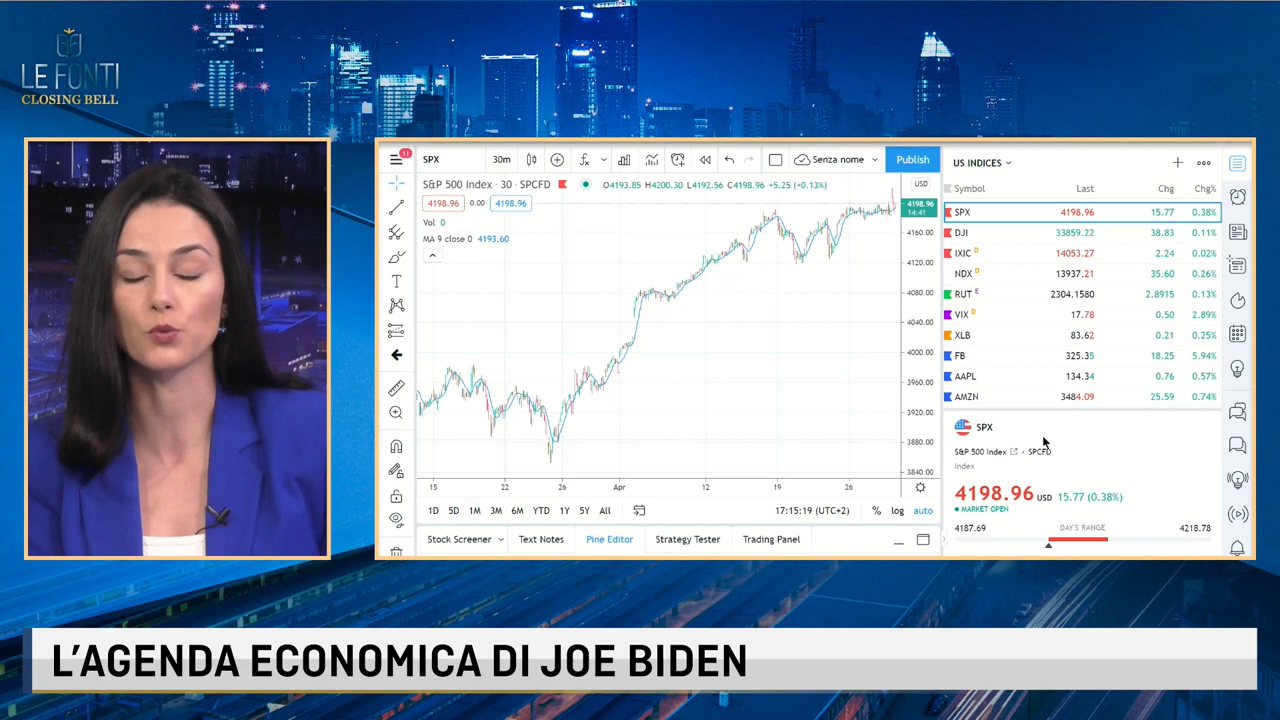 LE FONTI
CLOSING BELL
11
SPX
30m
Senza nome
Publish
S&P 500 Index · 30 · SPCFD
O4193.85 H4200.30 L4192.56 C4198.96 +5.25 (+0.13%)
4198.96 0.00 4198.96
Vol 0
MA 9 close 0 4193.60
USD
4198.96
14:41
4160.00
4120.00
4080.00
4040.00
4000.00
3960.00
3920.00
3880.00
3840.00
15 22 26 Apr 12 19 26
1D 5D 1M 3M 6M YTD 1Y 5Y All
17:15:19 (UTC+2) % log auto
Stock Screener Text Notes Pine Editor Strategy Tester Trading Panel
US INDICES
Symbol Last Chg Chg%
SPX 4198.96 15.77 0.38%
DJI 33859.22 38.83 0.11%
IXIC D 14053.27 2.24 0.02%
NDX D 13937.21 35.60 0.26%
RUT E 2304.1580 2.8915 0.13%
VIX D 17.78 0.50 2.89%
XLB 83.62 0.21 0.25%
FB 325.35 18.25 5.94%
AAPL 134.34 0.76 0.57%
AMZN 3484.09 25.59 0.74%
SPX
S&P 500 Index · SPCFD
Index
4198.96 USD 15.77 (0.38%)
MARKET OPEN
4187.69 DAY'S RANGE 4218.78
L'AGENDA ECONOMICA DI JOE BIDEN